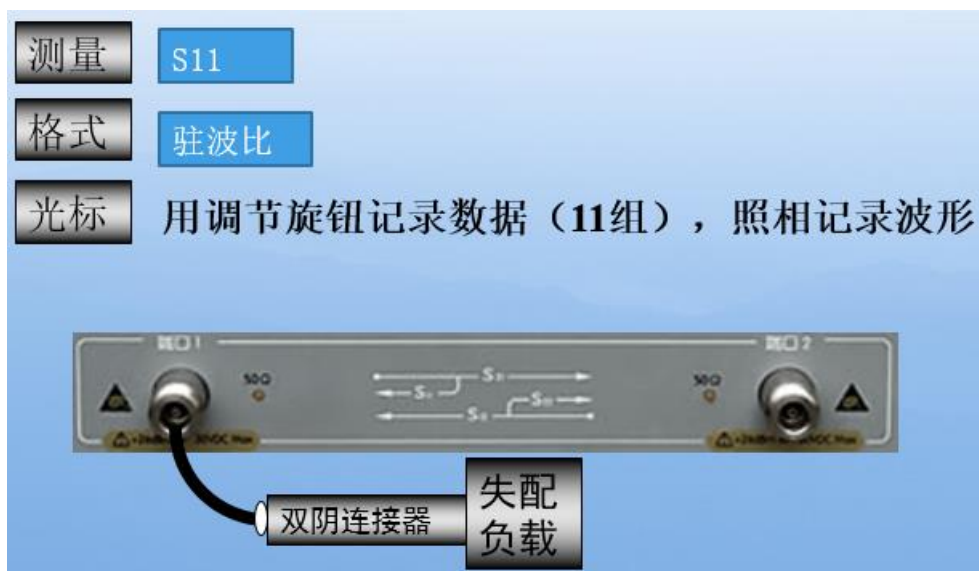 测量 S11
格式 驻波比
光标 用调节旋钮记录数据（11组），照相记录波形
端口 1
端口 2
50Ω
50Ω
双阴连接器
失配
负载